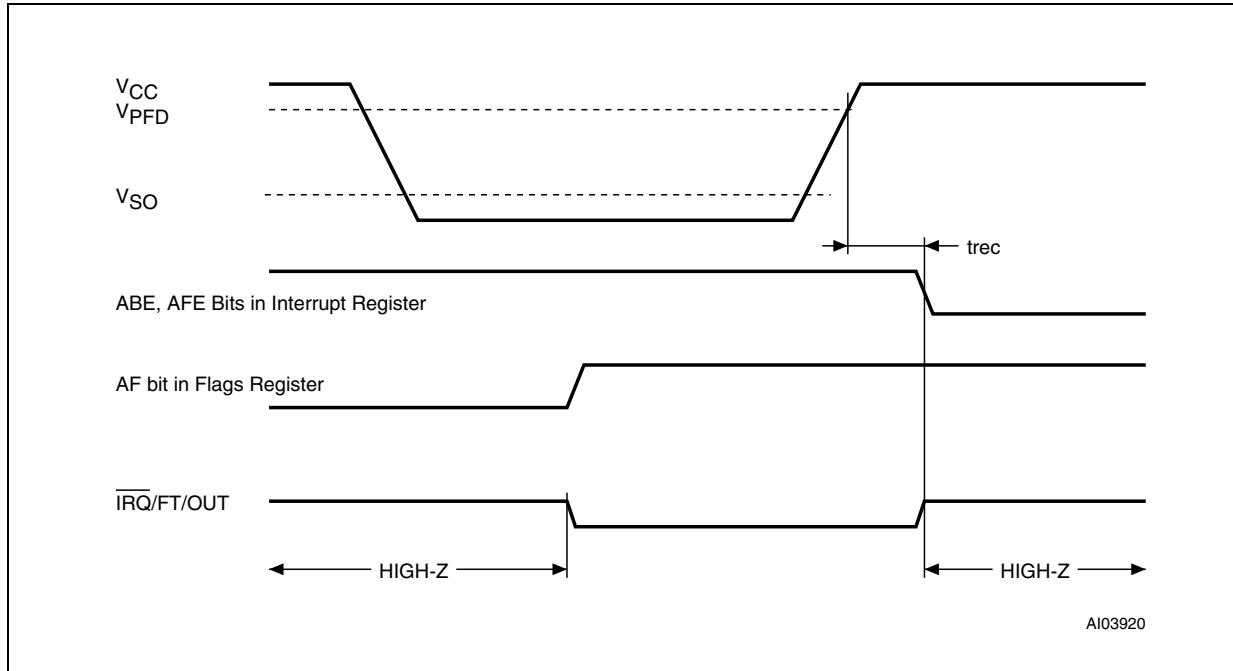 VCC
VPFD
VSO
trec
ABE, AFE Bits in Interrupt Register
AF bit in Flags Register
IRQ/FT/OUT
HIGH-Z
HIGH-Z
AI03920